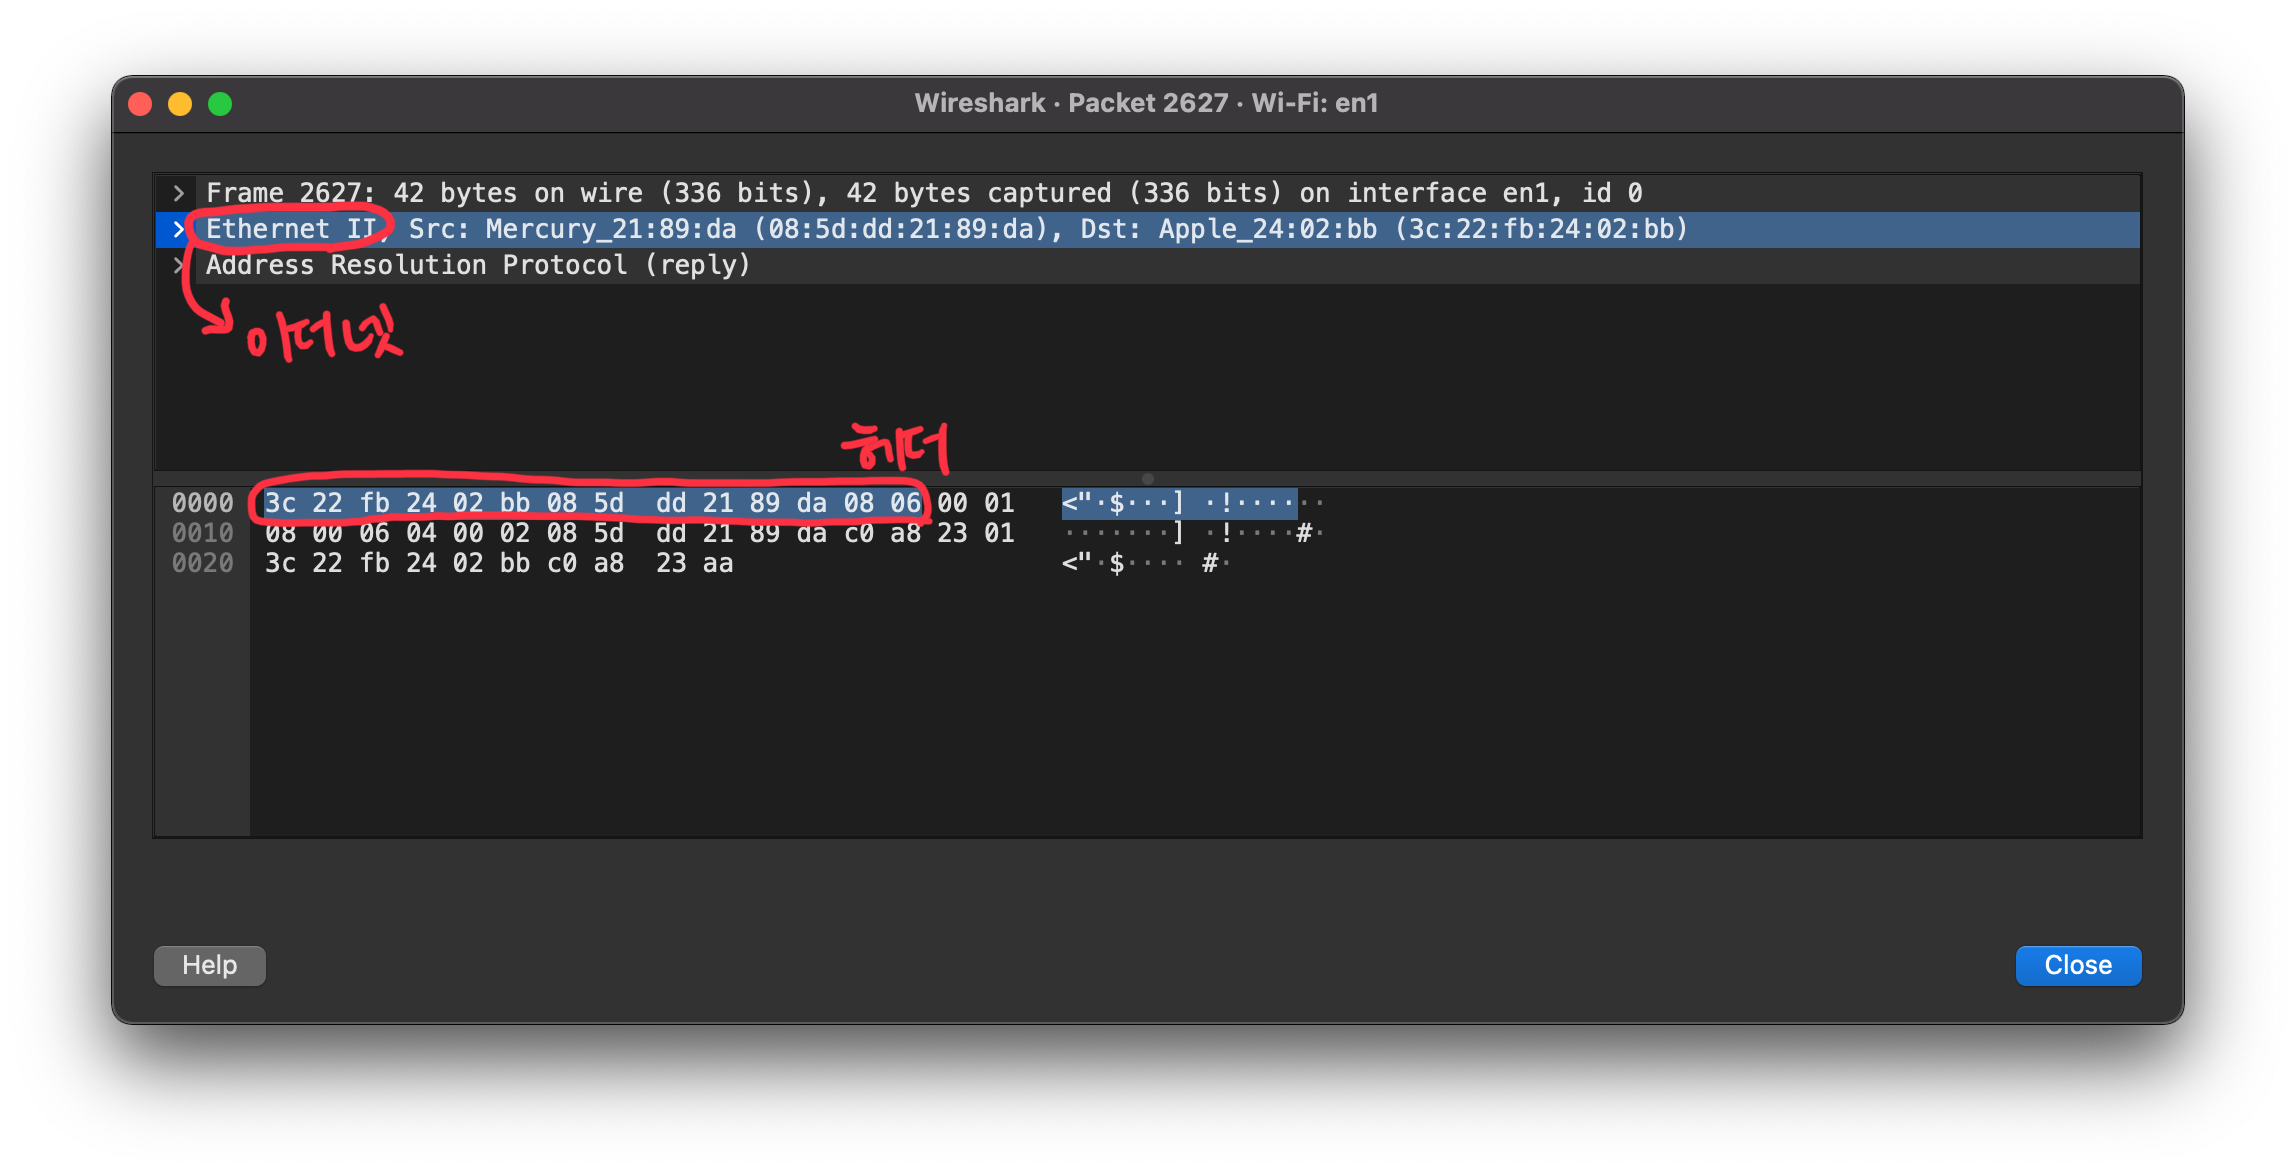 Wireshark · Packet 2627 · Wi-Fi: en1
Frame 2627: 42 bytes on wire (336 bits), 42 bytes captured (336 bits) on interface en1, id 0
Ethernet II, Src: Mercury_21:89:da (08:5d:dd:21:89:da), Dst: Apple_24:02:bb (3c:22:fb:24:02:bb)
Address Resolution Protocol (reply)
이더넷
헤더
0000 3c 22 fb 24 02 bb 08 5d dd 21 89 da 08 06 00 01 <"·$···] ·!······
0010 08 00 06 04 00 02 08 5d dd 21 89 da c0 a8 23 01 ·······] ·!····#·
0020 3c 22 fb 24 02 bb c0 a8 23 aa <"·$···· #·
Help
Close